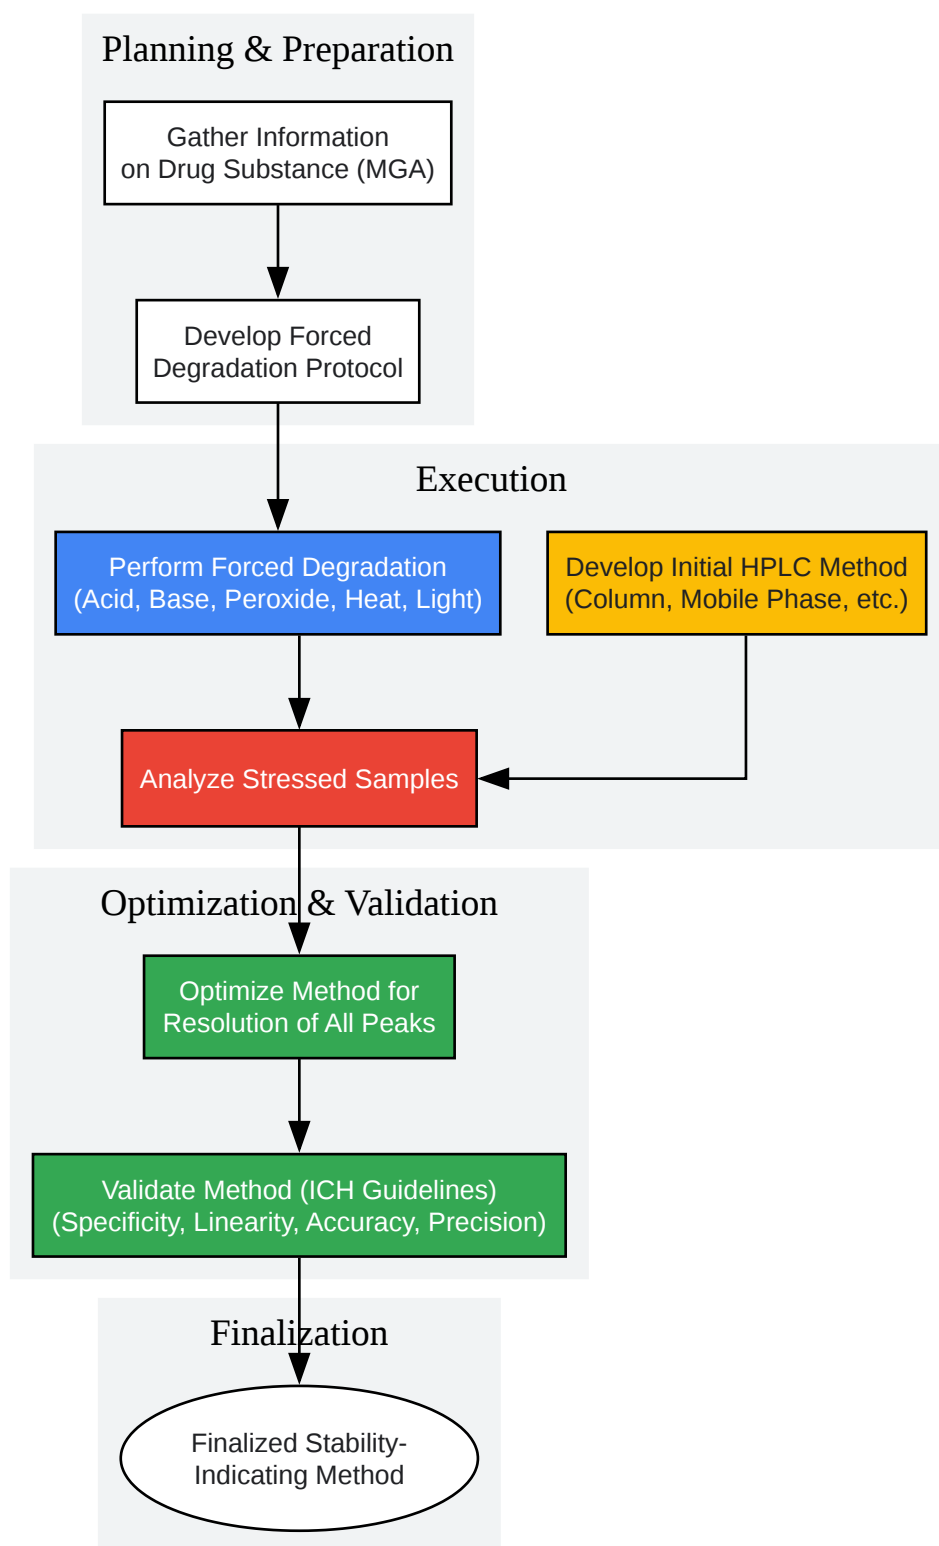 Planning & Preparation
Gather Information
on Drug Substance (MGA)
Develop Forced
Degradation Protocol
Execution
Perform Forced Degradation
(Acid, Base, Peroxide, Heat, Light)
Develop Initial HPLC Method
(Column, Mobile Phase, etc.)
Analyze Stressed Samples
Optimization & Validation
Optimize Method for
Resolution of All Peaks
Validate Method (ICH Guidelines)
(Specificity, Linearity, Accuracy, Precision)
Finalization
Finalized Stability-
Indicating Method